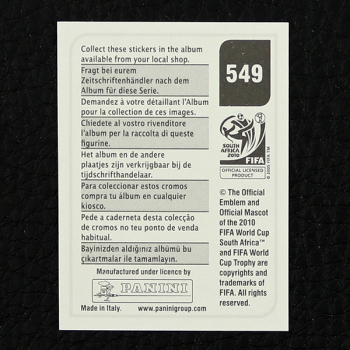 Collect these stickers in the album
available from your local shop.
Fragt bei eurem
Zeitschriftenhändler nach dem
Album für diese Serie.
Demandez à votre détaillant l'Album
pour la collection de ces images.
Chiedete al vostro rivenditore
l'album per la raccolta di queste
figurine.
Het album en de andere
plaatjes zijn verkrijgbaar bij de
tijdschrifthandelaar.
Para coleccionar estos cromos
compra tu álbum en cualquier
kiosco.
Pede a caderneta desta colecção
de cromos no teu ponto de venda
habitual.
Bayinizden aldığınız albümü bu
çıkartmalar ile tamamlayın.
Manufactured under licence by
PANINI
Made in Italy. www.paninigroup.com
549
SOUTH AFRICA
2010
FIFA
© 2005 FIFA TM
OFFICIAL LICENSED
PRODUCT
© The Official
Emblem and
Official Mascot
of the 2010
FIFA World Cup
South Africa™
and FIFA World
Cup Trophy are
copyrights and
trademarks of
FIFA. All rights
reserved.